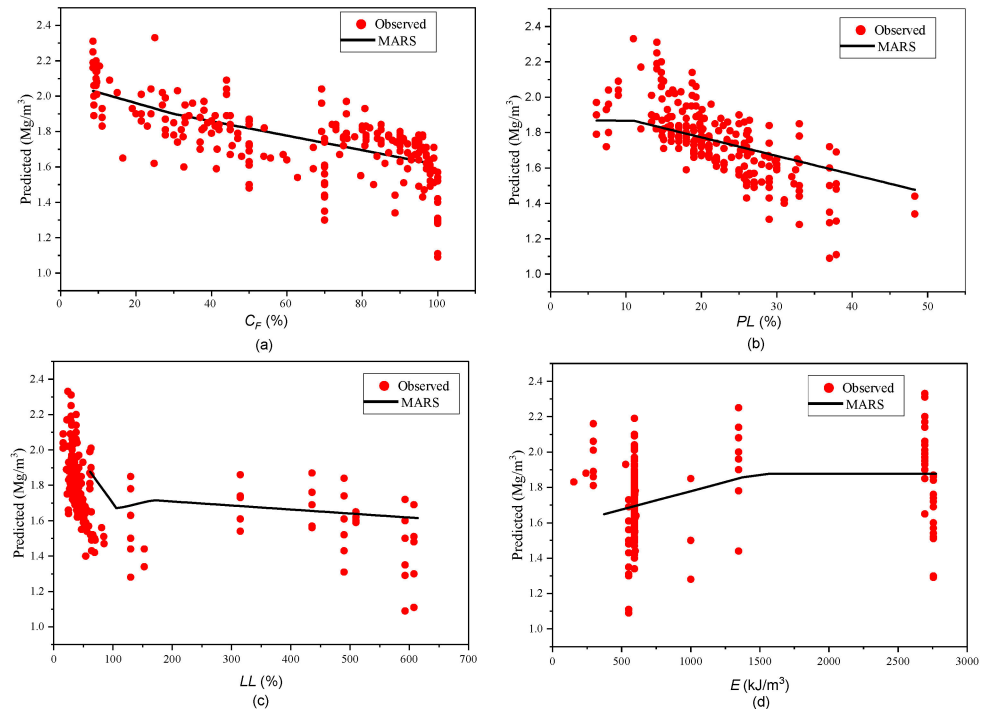 2.4
2.2
2.0
1.8
1.6
1.4
1.2
1.0
Predicted (Mg/m³)
Observed
MARS
0 20 40 60 80 100
C_F (%)
(a)
2.4
2.2
2.0
1.8
1.6
1.4
1.2
1.0
Predicted (Mg/m³)
Observed
MARS
0 10 20 30 40 50
PL (%)
(b)
2.4
2.2
2.0
1.8
1.6
1.4
1.2
1.0
Predicted (Mg/m³)
Observed
MARS
0 100 200 300 400 500 600 700
LL (%)
(c)
2.4
2.2
2.0
1.8
1.6
1.4
1.2
1.0
Predicted (Mg/m³)
Observed
MARS
0 500 1000 1500 2000 2500 3000
E (kJ/m³)
(d)